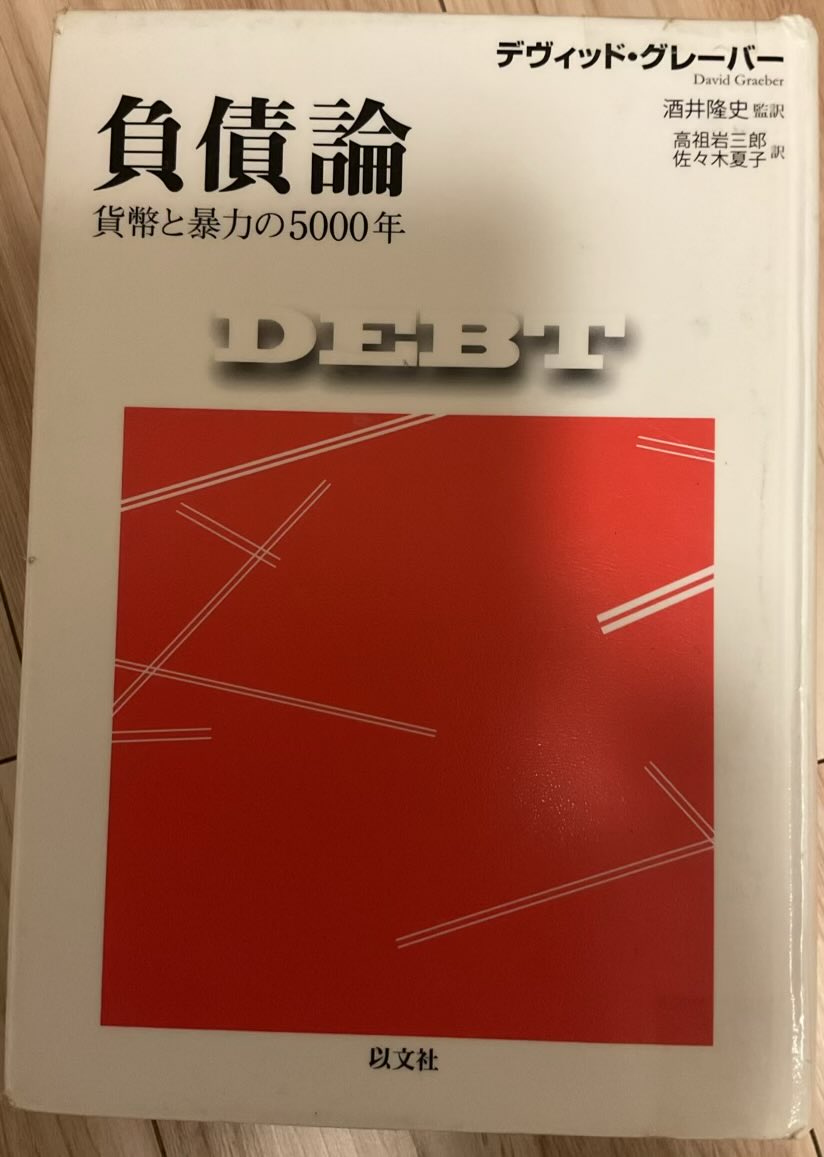 デヴィッド・グレーバー
David Graeber
酒井隆史 監訳
高祖岩三郎
佐々木夏子 訳
負債論
貨幣と暴力の5000年
DEBT
以文社